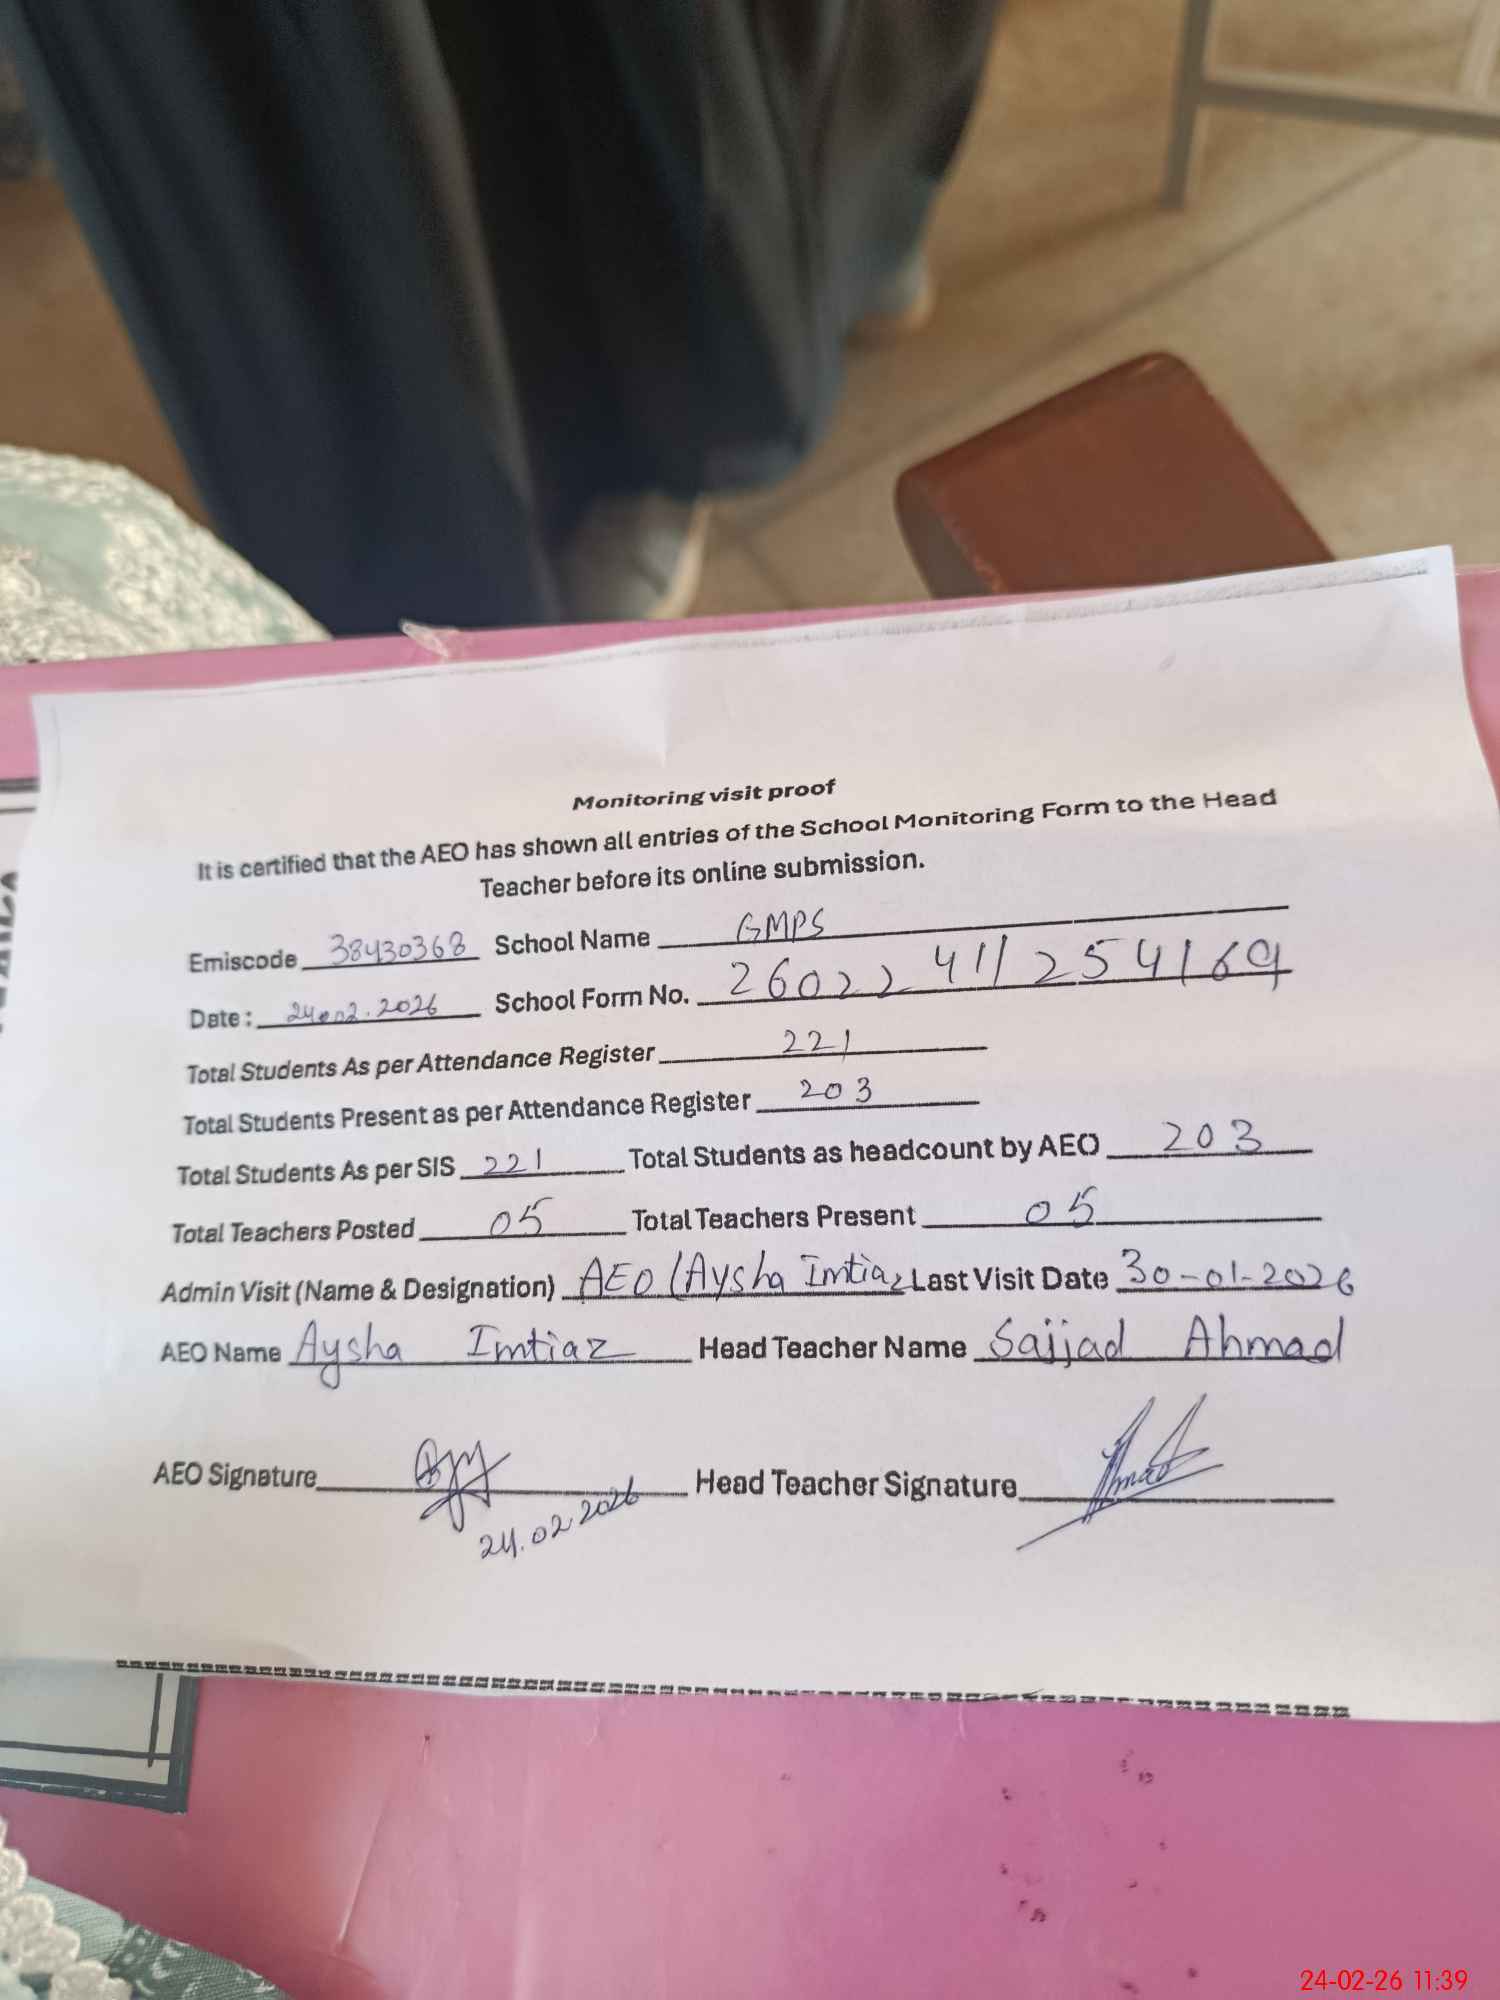 Monitoring visit proof
It is certified that the AEO has shown all entries of the School Monitoring Form to the Head
Teacher before its online submission.
Emiscode 38430368 School Name GMPS
Date: 24.02.2026 School Form No. 260224111254169
Total Students As per Attendance Register 221
Total Students Present as per Attendance Register 203
Total Students As per SIS 221 Total Students as headcount by AEO 203
Total Teachers Posted 05 Total Teachers Present 05
Admin Visit (Name & Designation) AEO (Aysha Imtiaz Last Visit Date 30-01-2026
AEO Name Aysha Imtiaz Head Teacher Name Sajjad Ahmad
AEO Signature Head Teacher Signature Ahmad
24.02.2026
24-02-26 11:39